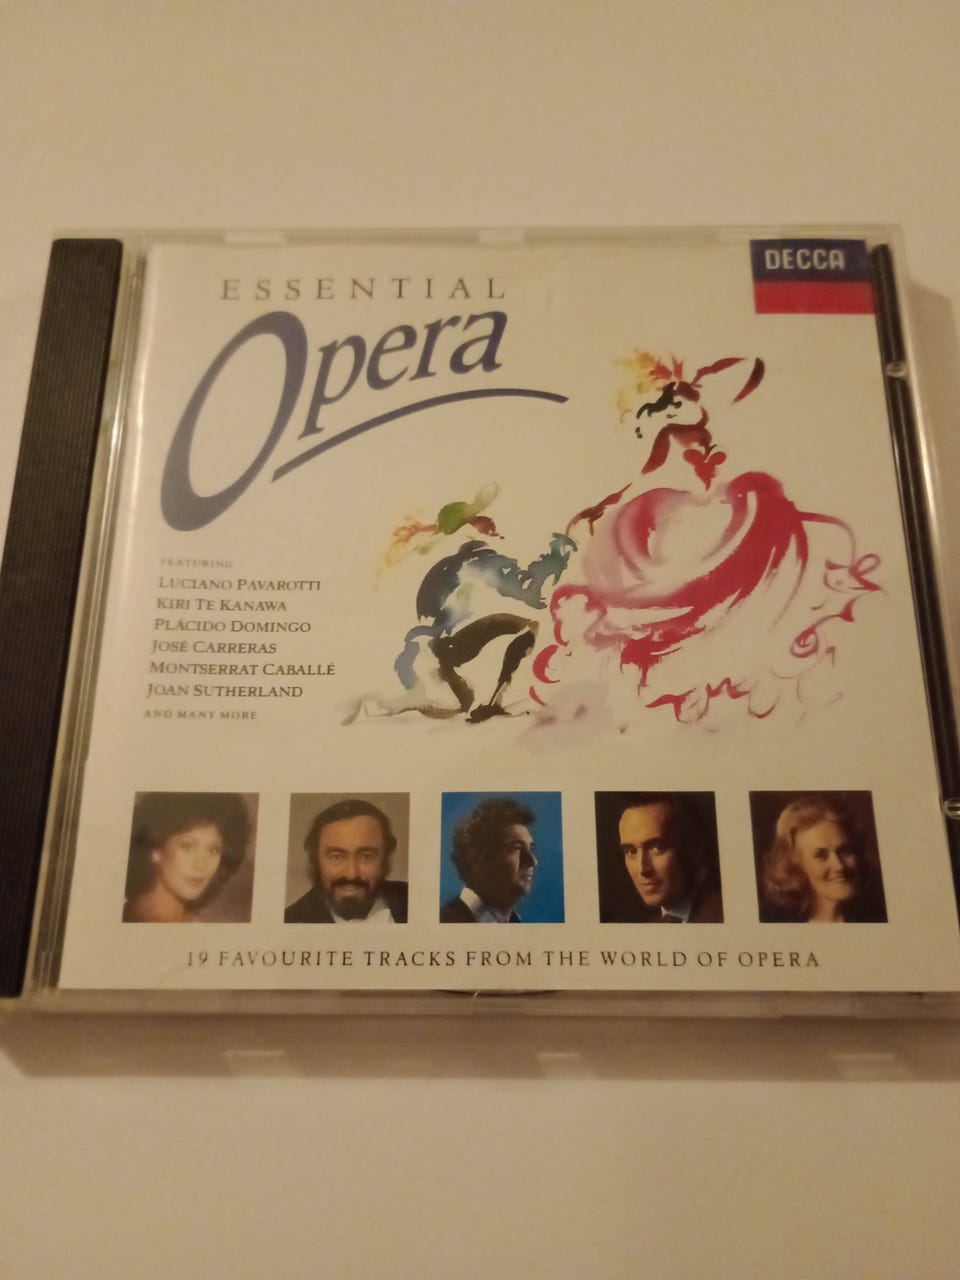 DECCA
ESSENTIAL
Opera
FEATURING
LUCIANO PAVAROTTI
KIRI TE KANAWA
PLÁCIDO DOMINGO
JOSÉ CARRERAS
MONTSERRAT CABALLÉ
JOAN SUTHERLAND
AND MANY MORE
19 FAVOURITE TRACKS FROM THE WORLD OF OPERA